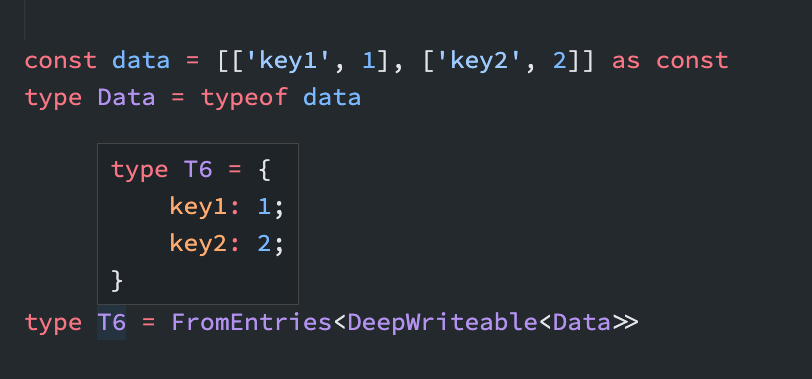 const data = [['key1', 1], ['key2', 2]] as const
type Data = typeof data
type T6 = {
    key1: 1;
    key2: 2;
}
type T6 = FromEntries<DeepWriteable<Data>>